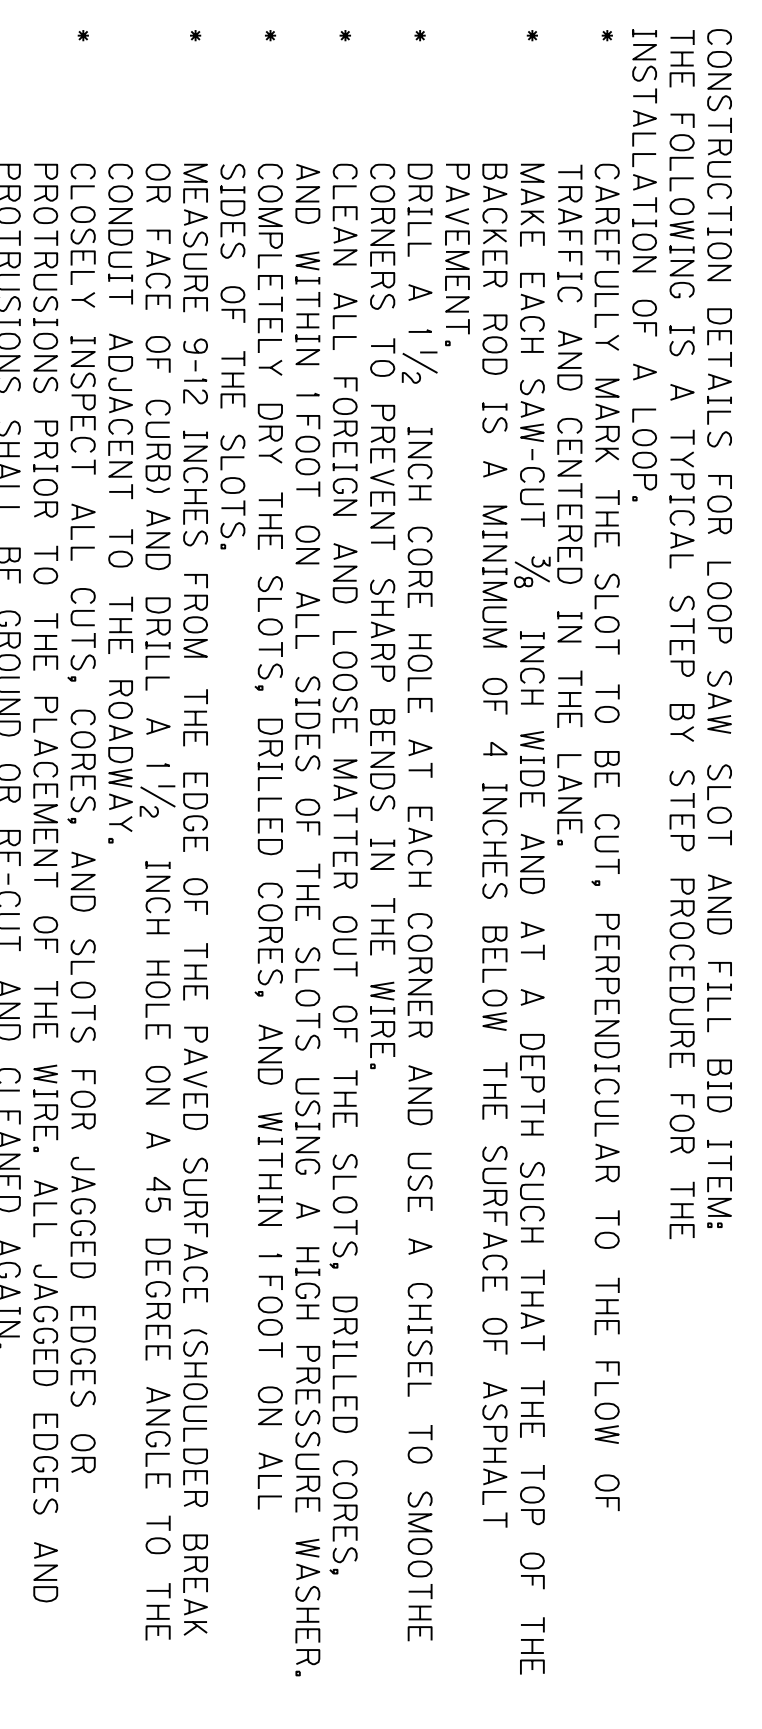 CONSTRUCTION DETAILS FOR LOOP SAW SLOT AND FILL BID ITEM:
THE FOLLOWING IS A TYPICAL STEP BY STEP PROCEDURE FOR THE
INSTALLATION OF A LOOP.
* CAREFULLY MARK THE SLOT TO BE CUT, PERPENDICULAR TO THE FLOW OF
TRAFFIC AND CENTERED IN THE LANE.
* MAKE EACH SAW-CUT 3/8 INCH WIDE AND AT A DEPTH SUCH THAT THE TOP OF THE
BACKER ROD IS A MINIMUM OF 4 INCHES BELOW THE SURFACE OF ASPHALT
PAVEMENT.
* DRILL A 1 1/2 INCH CORE HOLE AT EACH CORNER AND USE A CHISEL TO SMOOTHE
CORNERS TO PREVENT SHARP BENDS IN THE WIRE.
* CLEAN ALL FOREIGN AND LOOSE MATTER OUT OF THE SLOTS, DRILLED CORES,
AND WITHIN 1 FOOT ON ALL SIDES OF THE SLOTS USING A HIGH PRESSURE WASHER.
* COMPLETELY DRY THE SLOTS, DRILLED CORES, AND WITHIN 1 FOOT ON ALL
SIDES OF THE SLOTS.
* MEASURE 9-12 INCHES FROM THE EDGE OF THE PAVED SURFACE (SHOULDER BREAK
OR FACE OF CURB) AND DRILL A 1 1/2 INCH HOLE ON A 45 DEGREE ANGLE TO THE
CONDUIT ADJACENT TO THE ROADWAY.
* CLOSELY INSPECT ALL CUTS, CORES, AND SLOTS FOR JAGGED EDGES OR
PROTRUSIONS PRIOR TO THE PLACEMENT OF THE WIRE. ALL JAGGED EDGES AND
PROTRUSIONS SHALL BE GROUND OR RE-CUT AND CLEANED AGAIN.